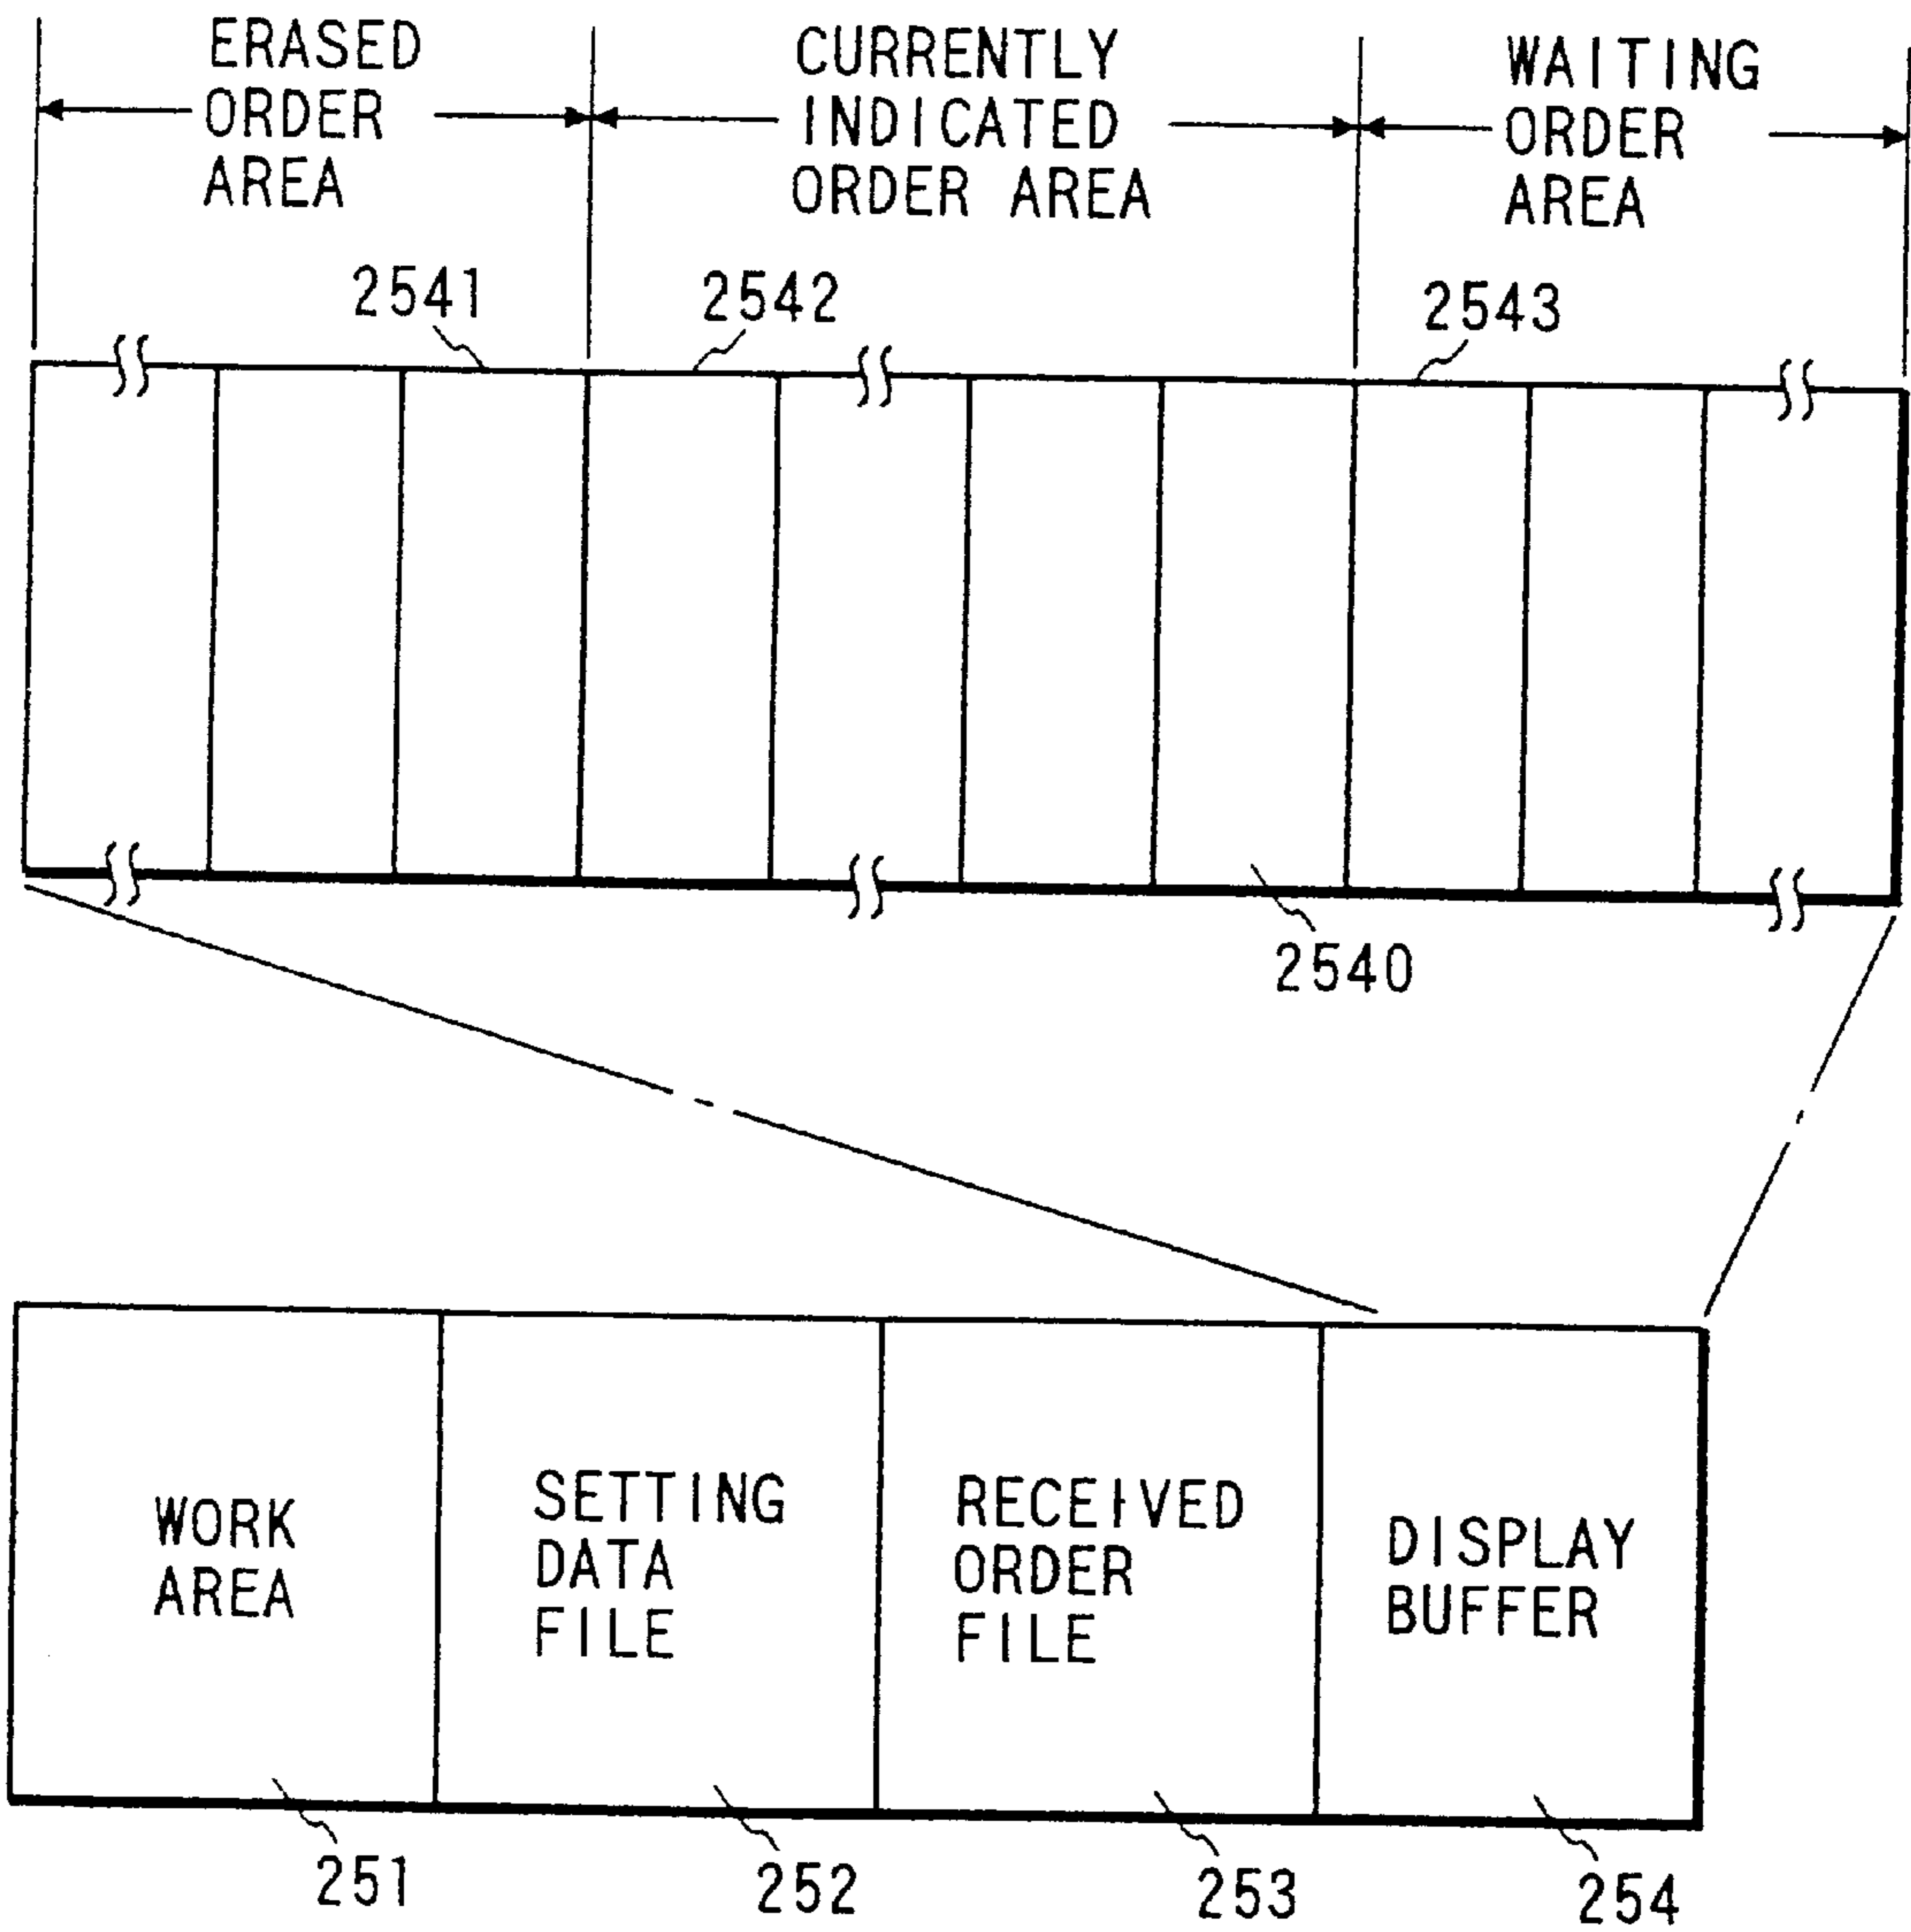 ERASED
ORDER
AREA
CURRENTLY
INDICATED
ORDER AREA
WAITING
ORDER
AREA
2541
2542
2543
2540
WORK
AREA
SETTING
DATA
FILE
RECEIVED
ORDER
FILE
DISPLAY
BUFFER
251
252
253
254